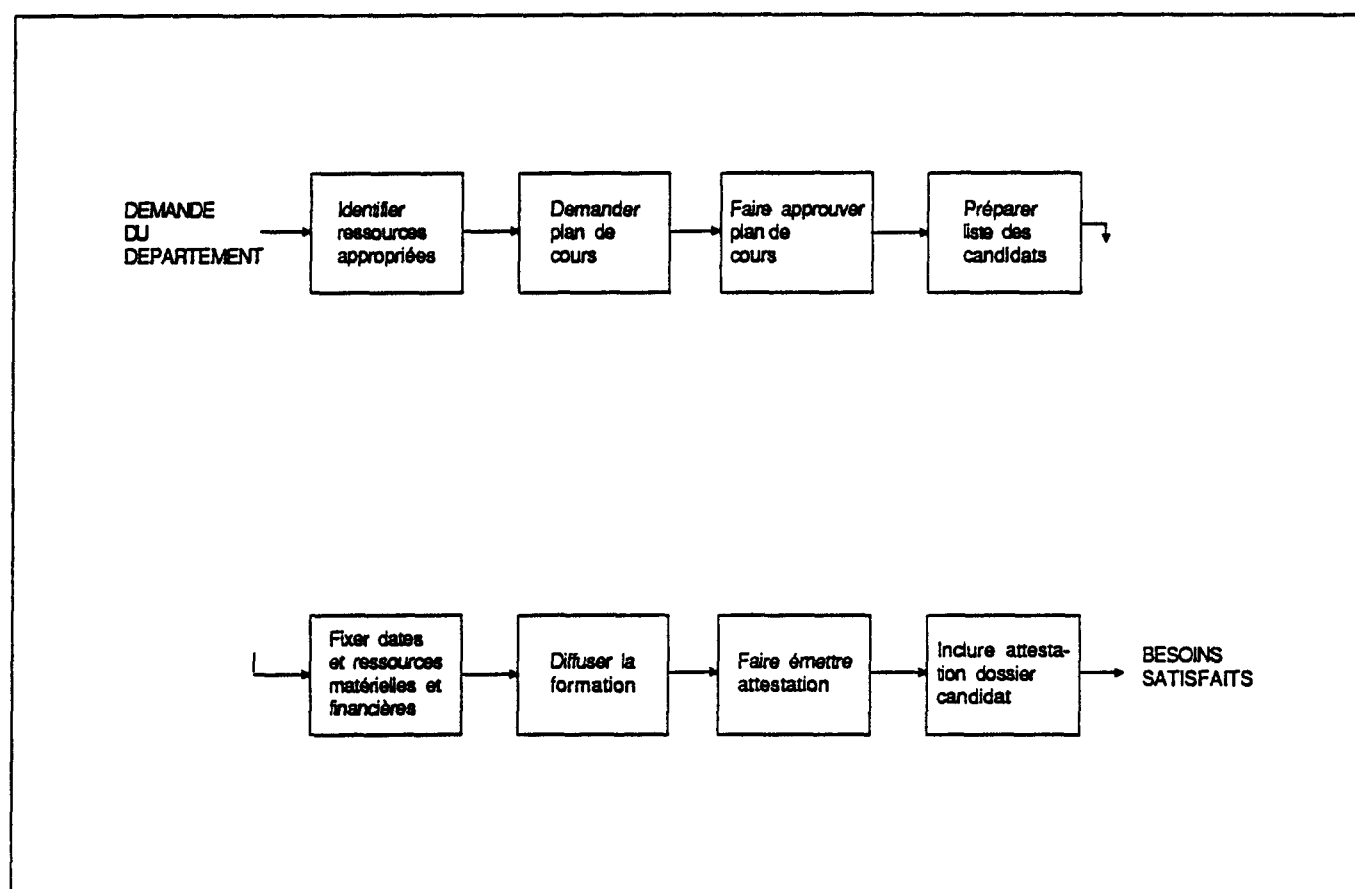 DEMANDE
DU
DEPARTEMENT
Identifier
ressources
appropriées
Demander
plan de
cours
Faire approuver
plan de
cours
Préparer
liste des
candidats
Fixer dates
et ressources
matérielles et
financières
Diffuser la
formation
Faire émettre
attestation
Inclure attesta-
tion dossier
candidat
BESOINS
SATISFAITS